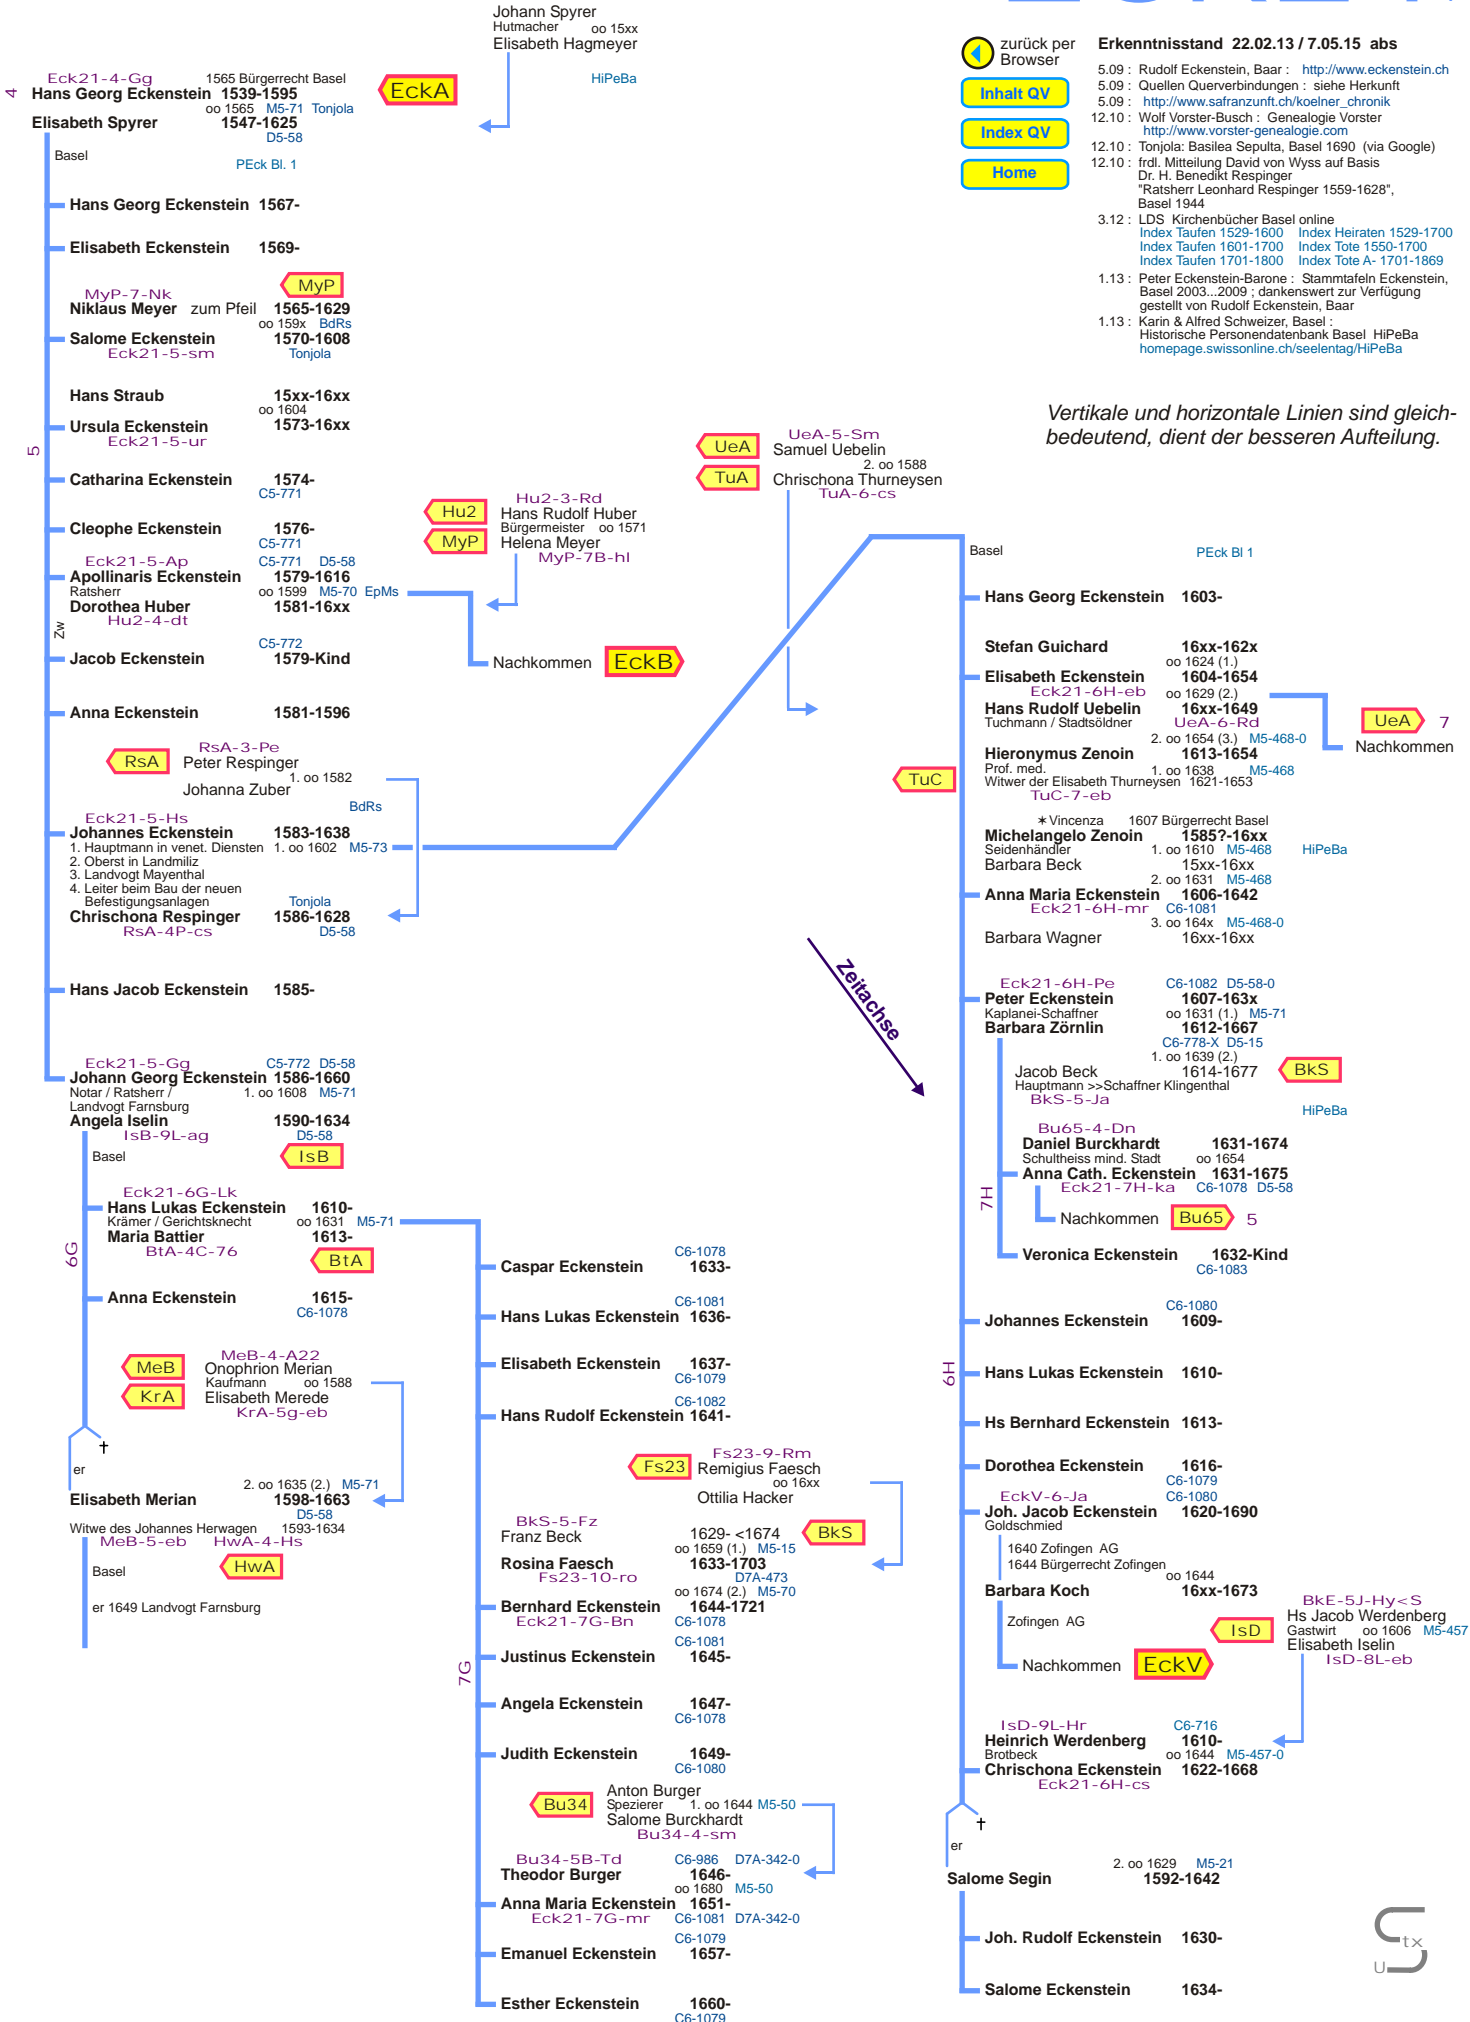 Johann Spyrer
Hutmacher oo 15xx
Elisabeth Hagmeyer
HiPeBa
4
Eck21-4-Gg 1565 Bürgerrecht Basel
Hans Georg Eckenstein 1539-1595
EckA
oo 1565 M5-71 Tonjola
Elisabeth Spyrer 1547-1625
D5-58
Basel
PEck Bl. 1
Hans Georg Eckenstein 1567-
Elisabeth Eckenstein 1569-
MyP
MyP-7-Nk
Niklaus Meyer zum Pfeil 1565-1629
oo 159x BdRs
Salome Eckenstein 1570-1608
Eck21-5-sm Tonjola
Hans Straub 15xx-16xx
oo 1604
Ursula Eckenstein 1573-16xx
Eck21-5-ur
5
Catharina Eckenstein 1574-
C5-771
Cleophe Eckenstein 1576-
C5-771
Eck21-5-Ap C5-771 D5-58
Apollinaris Eckenstein 1579-1616
Ratsherr oo 1599 M5-70 EpMs
Dorothea Huber 1581-16xx
Hu2-4-dt
Zw
C5-772
Jacob Eckenstein 1579-Kind
Anna Eckenstein 1581-1596
Hu2
Hu2-3-Rd
Hans Rudolf Huber
Bürgermeister oo 1571
MyP
Helena Meyer
MyP-7B-hl
Nachkommen EckB
RsA
RsA-3-Pe
Peter Respinger
1. oo 1582
Johanna Zuber
BdRs
Eck21-5-Hs
Johannes Eckenstein 1583-1638
1. Hauptmann in venet. Diensten 1. oo 1602 M5-73
2. Oberst in Landmiliz
3. Landvogt Mayenthal
4. Leiter beim Bau der neuen
Befestigungsanlagen Tonjola
Chrischona Respinger 1586-1628
RsA-4P-cs D5-58
Hans Jacob Eckenstein 1585-
Eck21-5-Gg C5-772 D5-58
Johann Georg Eckenstein 1586-1660
Notar / Ratsherr / 1. oo 1608 M5-71
Landvogt Farnsburg
Angela Iselin 1590-1634
IsB-9L-ag D5-58
Basel
IsB
Eck21-6G-Lk
Hans Lukas Eckenstein 1610-
Krämer / Gerichtsknecht oo 1631 M5-71
Maria Battier 1613-
BtA-4C-76
BtA
6G
Anna Eckenstein 1615-
C6-1078
MeB
MeB-4-A22
Onophrion Merian
Kaufmann oo 1588
KrA
Elisabeth Merede
KrA-5g-eb
†
er
2. oo 1635 (2.) M5-71
Elisabeth Merian 1598-1663
D5-58
Witwe des Johannes Herwagen 1593-1634
MeB-5-eb HwA-4-Hs
Basel
HwA
er 1649 Landvogt Farnsburg
C6-1078
Caspar Eckenstein 1633-
C6-1081
Hans Lukas Eckenstein 1636-
Elisabeth Eckenstein 1637-
C6-1079
C6-1082
Hans Rudolf Eckenstein 1641-
Fs23
Fs23-9-Rm
Remigius Faesch
oo 16xx
Ottilia Hacker
BkS-5-Fz
Franz Beck 1629- <1674
BkS
oo 1659 (1.) M5-15
Rosina Faesch 1633-1703
Fs23-10-ro D7A-473
oo 1674 (2.) M5-70
Bernhard Eckenstein 1644-1721
Eck21-7G-Bn C6-1078
C6-1081
Justinus Eckenstein 1645-
7G
Angela Eckenstein 1647-
C6-1078
Judith Eckenstein 1649-
C6-1080
Bu34
Anton Burger
Spezierer 1. oo 1644 M5-50
Salome Burckhardt
Bu34-4-sm
Bu34-5B-Td C6-986 D7A-342-0
Theodor Burger 1646-
oo 1680 M5-50
Anna Maria Eckenstein 1651-
Eck21-7G-mr C6-1081 D7A-342-0
C6-1079
Emanuel Eckenstein 1657-
Esther Eckenstein 1660-
C6-1079
UeA
UeA-5-Sm
Samuel Uebelin
2. oo 1588
TuA
Chrischona Thurneysen
TuA-6-cs
Zeitachse
zurück per
Browser
Inhalt QV
Index QV
Home
Erkenntnisstand 22.02.13 / 7.05.15 abs
5.09 : Rudolf Eckenstein, Baar : http://www.eckenstein.ch
5.09 : Quellen Querverbindungen : siehe Herkunft
5.09 : http://www.safranzunft.ch/koelner_chronik
12.10 : Wolf Vorster-Busch : Genealogie Vorster
http://www.vorster-genealogie.com
12.10 : Tonjola: Basilea Sepulta, Basel 1690 (via Google)
12.10 : frdl. Mitteilung David von Wyss auf Basis
Dr. H. Benedikt Respinger
"Ratsherr Leonhard Respinger 1559-1628",
Basel 1944
3.12 : LDS Kirchenbücher Basel online
Index Taufen 1529-1600 Index Heiraten 1529-1700
Index Taufen 1601-1700 Index Tote 1550-1700
Index Taufen 1701-1800 Index Tote A- 1701-1869
1.13 : Peter Eckenstein-Barone : Stammtafeln Eckenstein,
Basel 2003...2009 ; dankenswert zur Verfügung
gestellt von Rudolf Eckenstein, Baar
1.13 : Karin & Alfred Schweizer, Basel :
Historische Personendatenbank Basel HiPeBa
homepage.swissonline.ch/seelentag/HiPeBa
Vertikale und horizontale Linien sind gleich-
bedeutend, dient der besseren Aufteilung.
Basel PEck Bl 1
Hans Georg Eckenstein 1603-
Stefan Guichard 16xx-162x
oo 1624 (1.)
Elisabeth Eckenstein 1604-1654
Eck21-6H-eb oo 1629 (2.)
Hans Rudolf Uebelin 16xx-1649
Tuchmann / Stadtsöldner UeA-6-Rd
UeA 7
Nachkommen
2. oo 1654 (3.) M5-468-0
Hieronymus Zenoin 1613-1654
Prof. med. 1. oo 1638 M5-468
Witwer der Elisabeth Thurneysen 1621-1653
TuC
TuC-7-eb
∗ Vincenza 1607 Bürgerrecht Basel
Michelangelo Zenoin 1585?-16xx
Seidenhändler 1. oo 1610 M5-468 HiPeBa
Barbara Beck 15xx-16xx
2. oo 1631 M5-468
Anna Maria Eckenstein 1606-1642
Eck21-6H-mr C6-1081
3. oo 164x M5-468-0
Barbara Wagner 16xx-16xx
Eck21-6H-Pe C6-1082 D5-58-0
Peter Eckenstein 1607-163x
Kaplanei-Schaffner oo 1631 (1.) M5-71
Barbara Zörnlin 1612-1667
C6-778-X D5-15
1. oo 1639 (2.)
Jacob Beck 1614-1677
BkS
Hauptmann >>Schaffner Klingenthal
BkS-5-Ja
HiPeBa
Bu65-4-Dn
Daniel Burckhardt 1631-1674
Schultheiss mind. Stadt oo 1654
Anna Cath. Eckenstein 1631-1675
Eck21-7H-ka C6-1078 D5-58
7H
Nachkommen Bu65 5
Veronica Eckenstein 1632-Kind
C6-1083
C6-1080
Johannes Eckenstein 1609-
6H
Hans Lukas Eckenstein 1610-
Hs Bernhard Eckenstein 1613-
Dorothea Eckenstein 1616-
C6-1079
EckV-6-Ja C6-1080
Joh. Jacob Eckenstein 1620-1690
Goldschmied
1640 Zofingen AG
1644 Bürgerrecht Zofingen
oo 1644
Barbara Koch 16xx-1673
Zofingen AG
Nachkommen EckV
IsD
BkE-5J-Hy<S
Hs Jacob Werdenberg
Gastwirt oo 1606 M5-457
Elisabeth Iselin
IsD-8L-eb
IsD-9L-Hr C6-716
Heinrich Werdenberg 1610-
Brotbeck oo 1644 M5-457-0
Chrischona Eckenstein 1622-1668
Eck21-6H-cs
†
er
2. oo 1629 M5-21
Salome Segin 1592-1642
Joh. Rudolf Eckenstein 1630-
Salome Eckenstein 1634-
S tx U